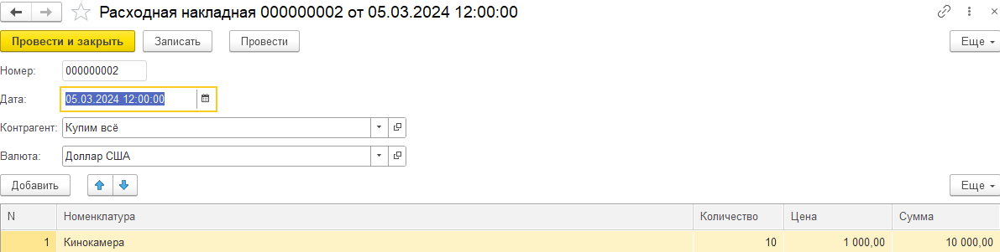 Расходная накладная 000000002 от 05.03.2024 12:00:00
Провести и закрыть Записать Провести Еще
Номер: 000000002
Дата: 05.03.2024 12:00:00
Контрагент: Купим всё
Валюта: Доллар США
Добавить Еще
N Номенклатура Количество Цена Сумма
1 Кинокамера 10 1 000,00 10 000,00